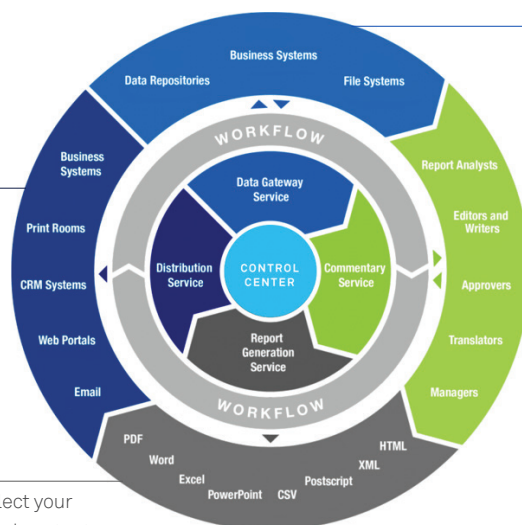 Business Systems
Data Repositories
File Systems
WORKFLOW
Business
Systems
Print Rooms
CRM Systems
Web Portals
Email
Report Analysts
Editors and
Writers
Approvers
Translators
Managers
Data Gateway
Service
Distribution
Service
CONTROL
CENTER
Commentary
Service
Report
Generation
Service
WORKFLOW
PDF
Word
Excel
PowerPoint
CSV
Postscript
XML
HTML
lect your